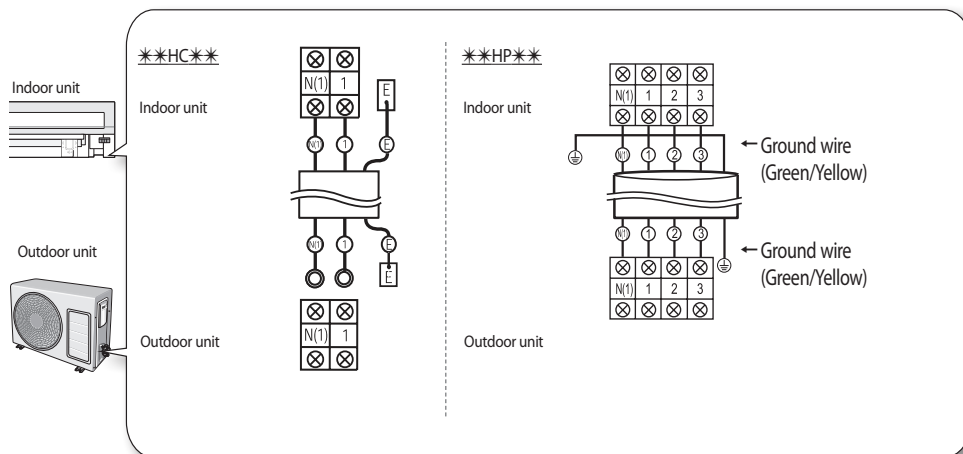 Indoor unit
Outdoor unit
✳✳HC✳✳
Indoor unit
N(1) 1
E
N(1) 1 E
N(1) 1 E
E
N(1) 1
Outdoor unit
✳✳HP✳✳
Indoor unit
N(1) 1 2 3
N(1) 1 2 3
Ground wire
(Green/Yellow)
N(1) 1 2 3
Ground wire
(Green/Yellow)
N(1) 1 2 3
Outdoor unit